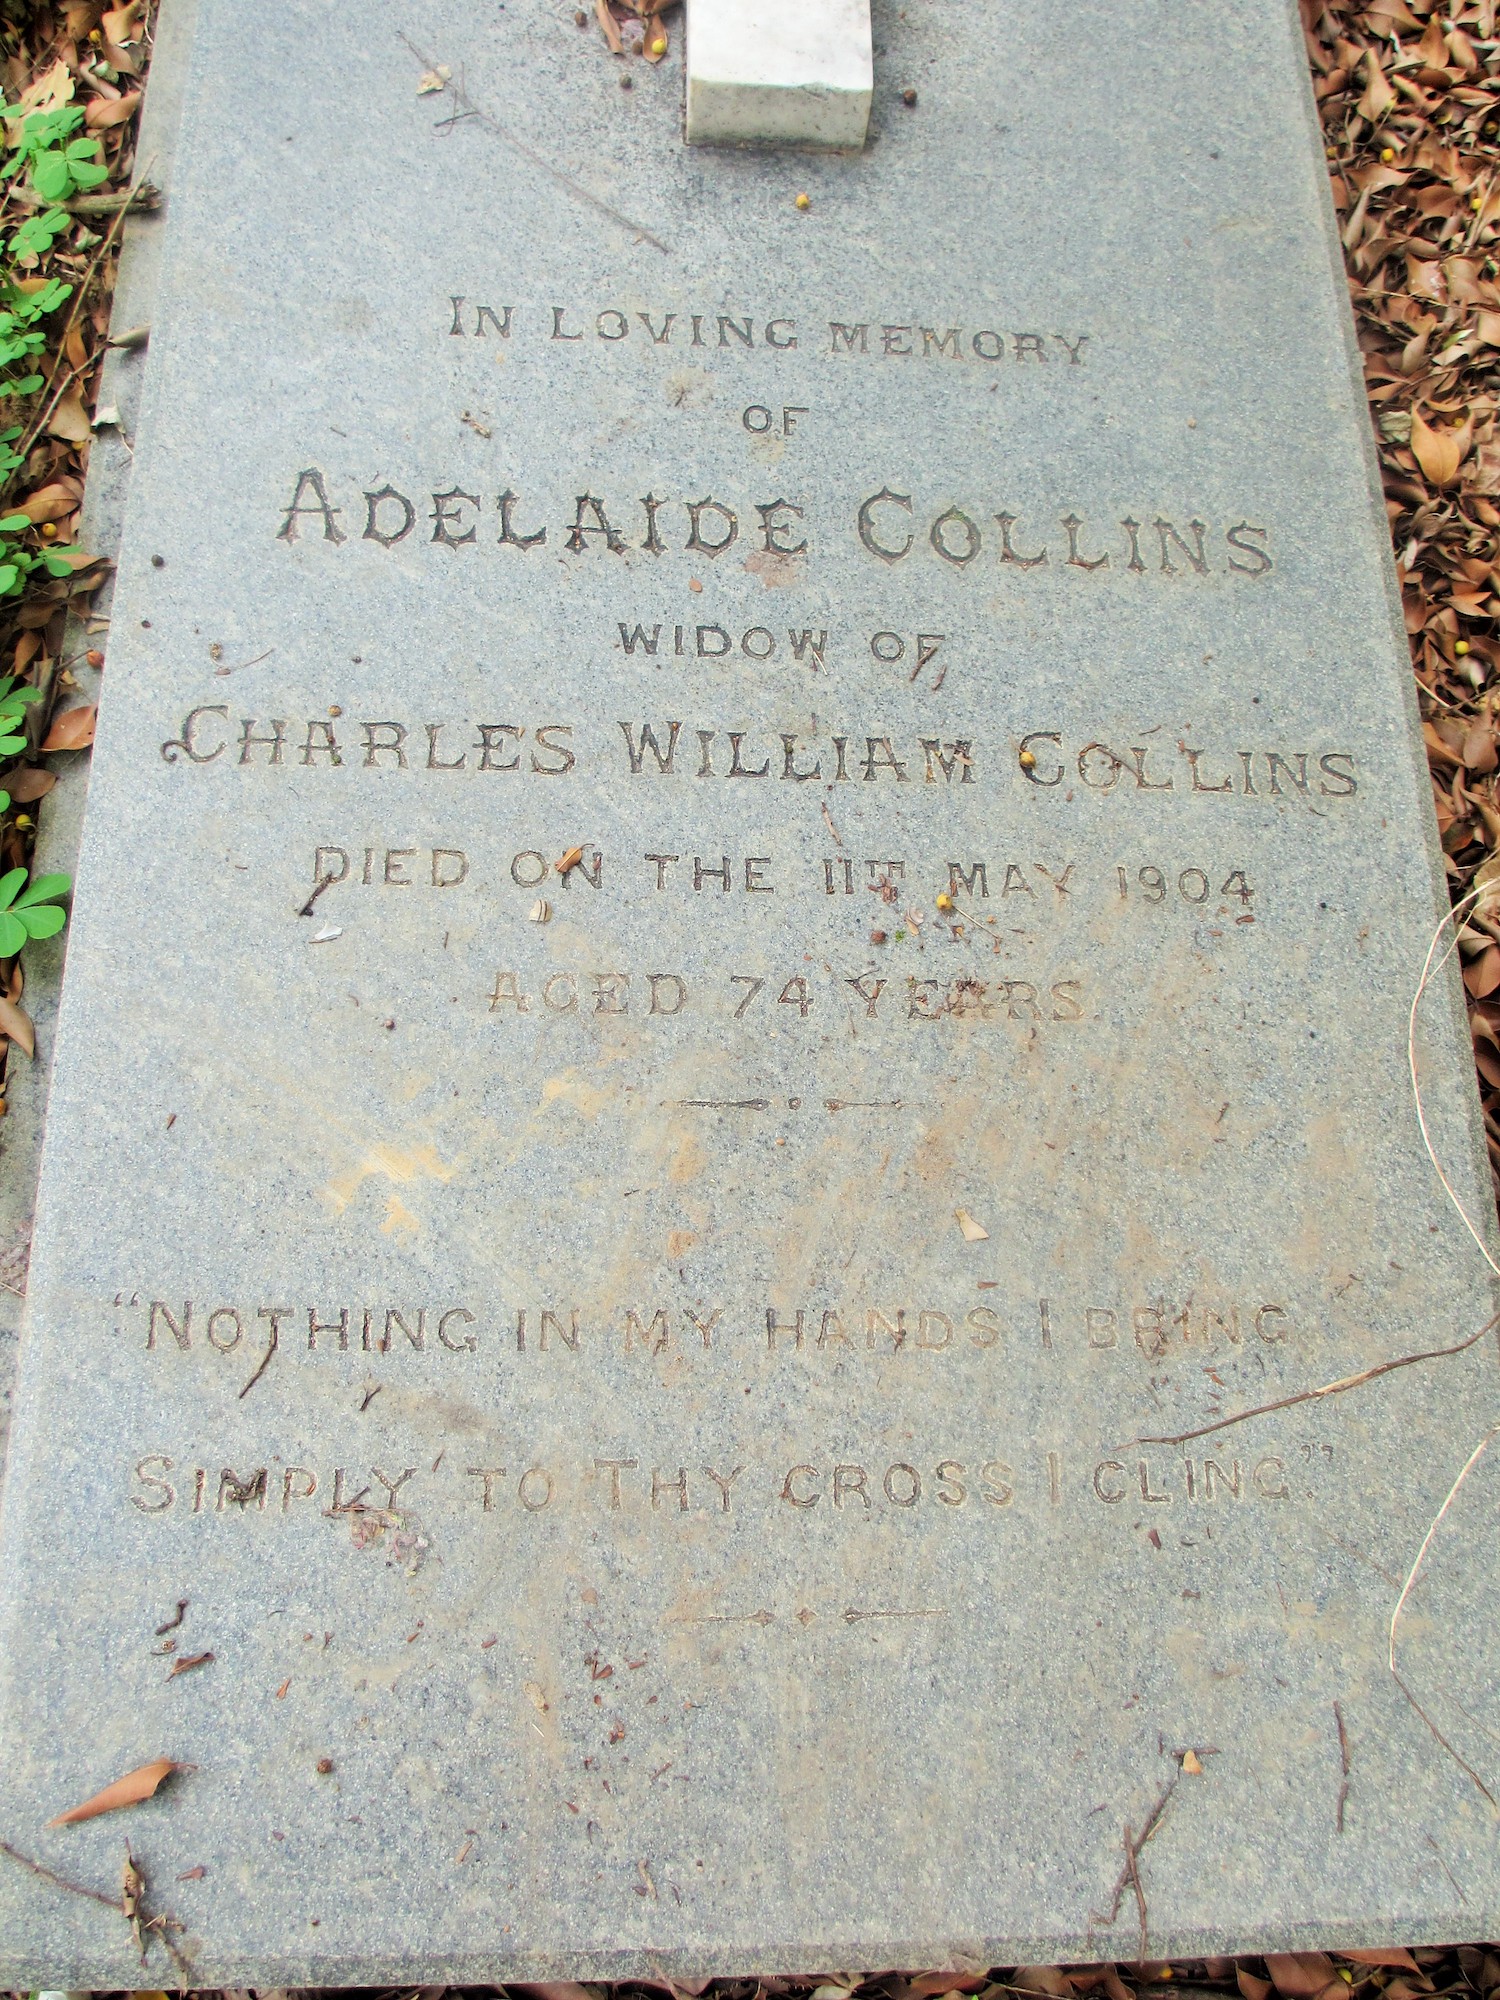 In loving memory
of
Adelaide Collins
widow of
Charles William Collins
died on the 11T May 1904
Aged 74 years.
"Nothing in my hands I bring
Simply to Thy cross I cling."